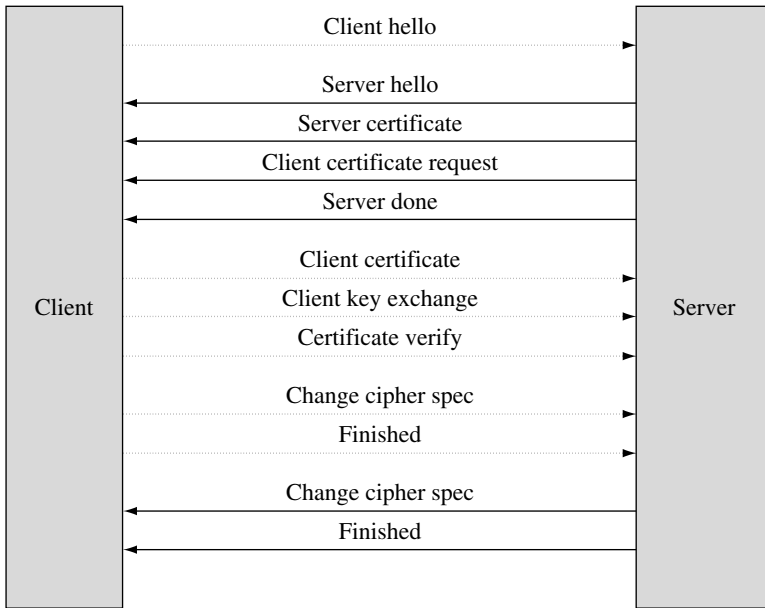 Client hello
Server hello
Server certificate
Client certificate request
Server done
Client certificate
Client key exchange
Client
Server
Certificate verify
Change cipher spec
Finished
Change cipher spec
Finished